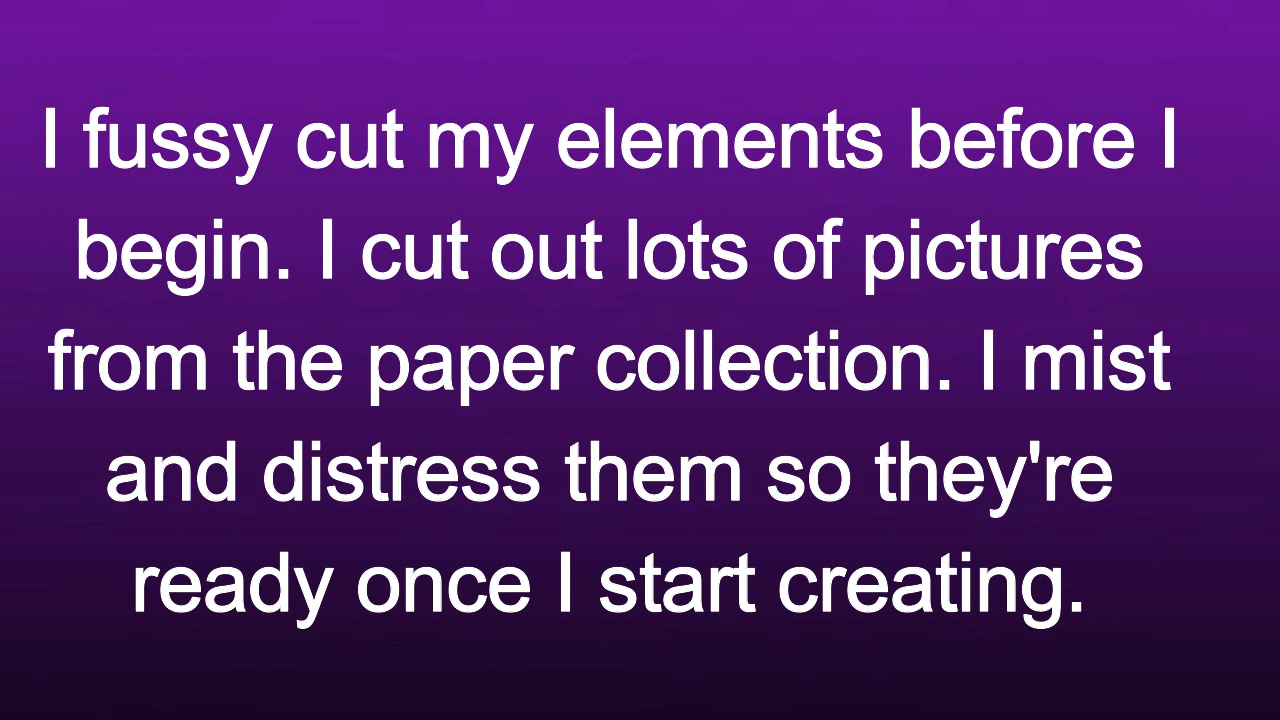 I fussy cut my elements before I
begin. I cut out lots of pictures
from the paper collection. I mist
and distress them so they're
ready once I start creating.